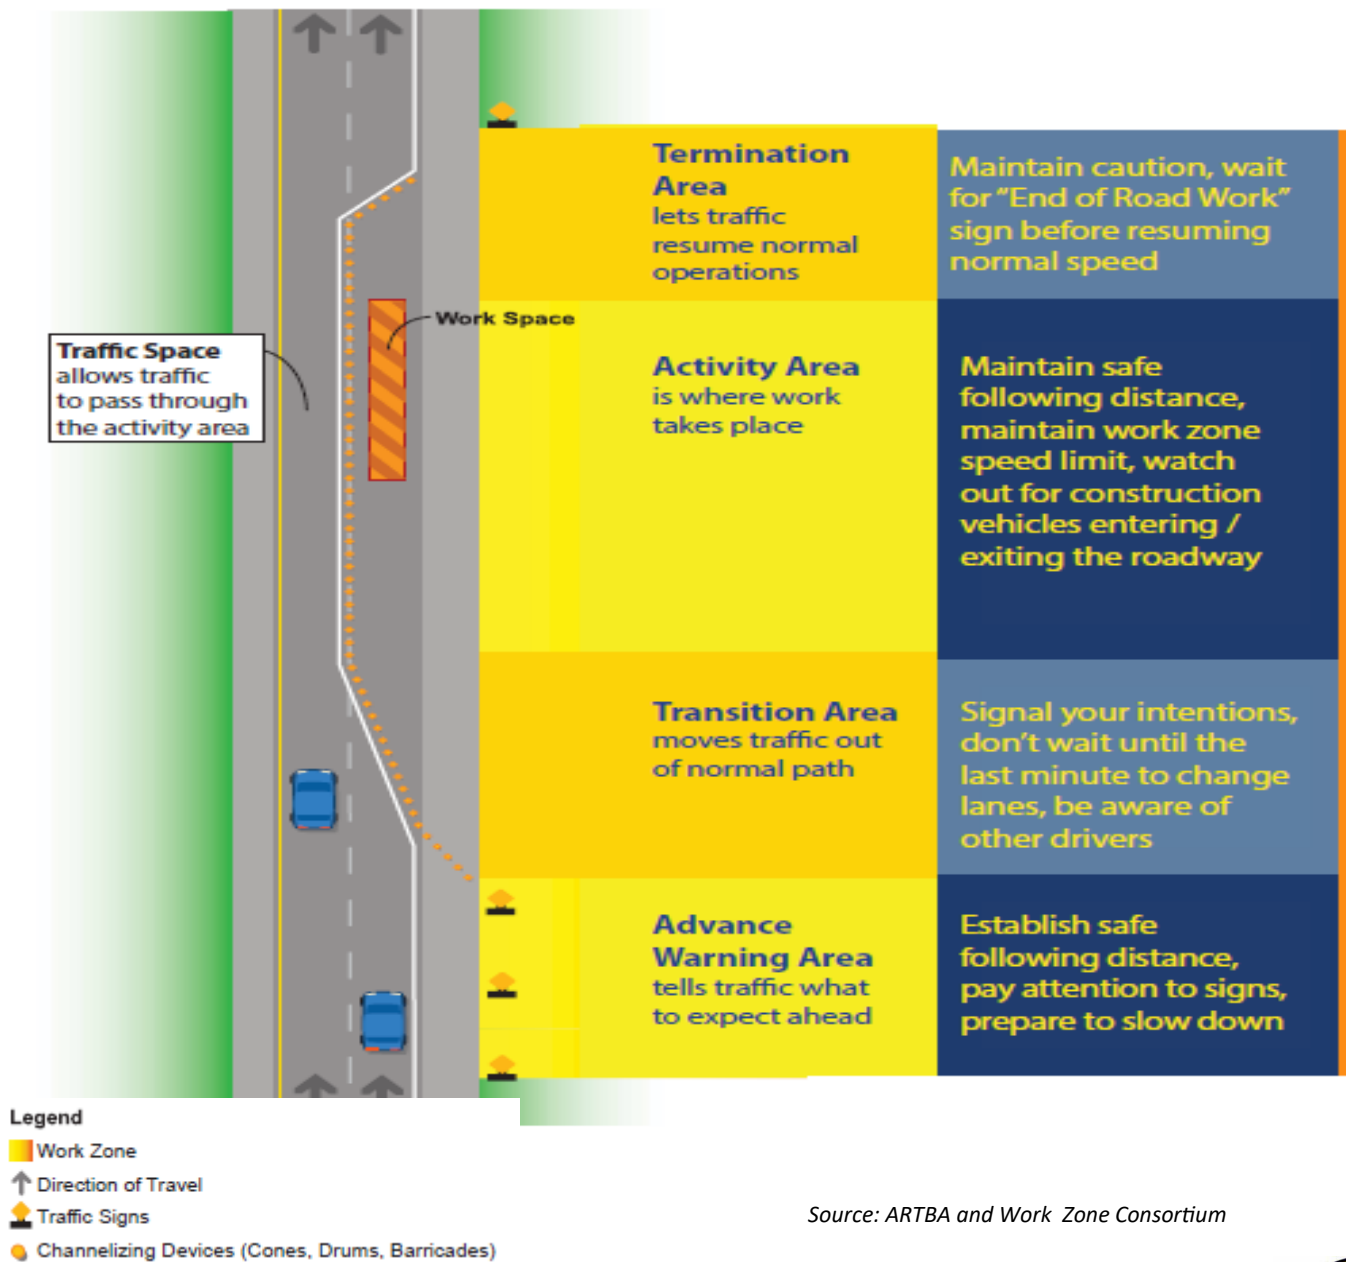 Termination
Area
lets traffic
resume normal
operations
Maintain caution, wait
for “End of Road Work”
sign before resuming
normal speed
Work Space
Traffic Space
allows traffic
to pass through
the activity area
Activity Area
is where work
takes place
Maintain safe
following distance,
maintain work zone
speed limit, watch
out for construction
vehicles entering /
exiting the roadway
Transition Area
moves traffic out
of normal path
Signal your intentions,
don’t wait until the
last minute to change
lanes, be aware of
other drivers
Advance
Warning Area
tells traffic what
to expect ahead
Establish safe
following distance,
pay attention to signs,
prepare to slow down
Legend
Work Zone
Direction of Travel
Traffic Signs
Channelizing Devices (Cones, Drums, Barricades)
Source: ARTBA and Work Zone Consortium